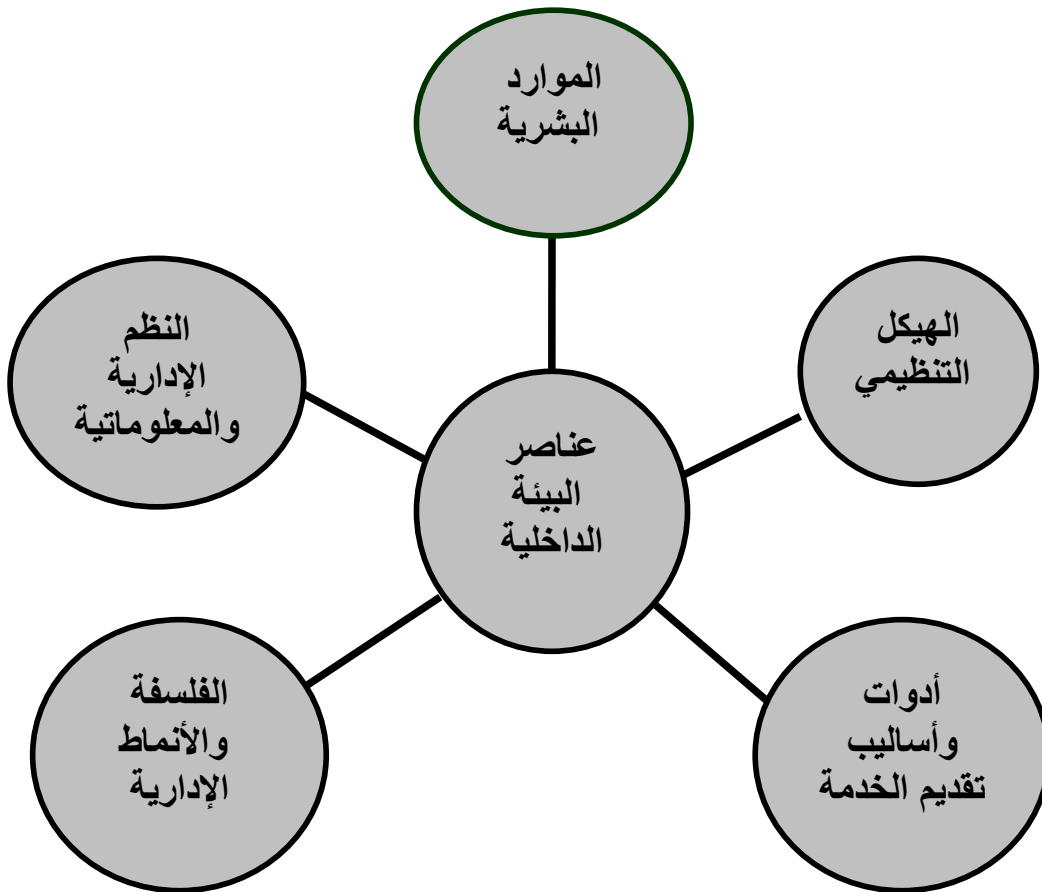 الموارد
البشرية
الهيكل
التنظيمي
النظم
الإدارية
والمعلوماتية
عناصر
البيئة
الداخلية
أدوات
وأساليب
تقديم الخدمة
الفلسفة
والأنماط
الإدارية